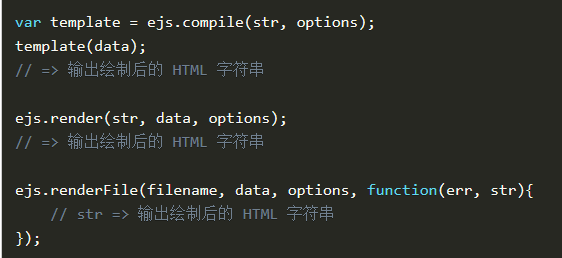 var template = ejs.compile(str, options);
template(data);
// => 输出绘制后的 HTML 字符串
ejs.render(str, data, options);
// => 输出绘制后的 HTML 字符串
ejs.renderFile(filename, data, options, function(err, str){
    // str => 输出绘制后的 HTML 字符串
});